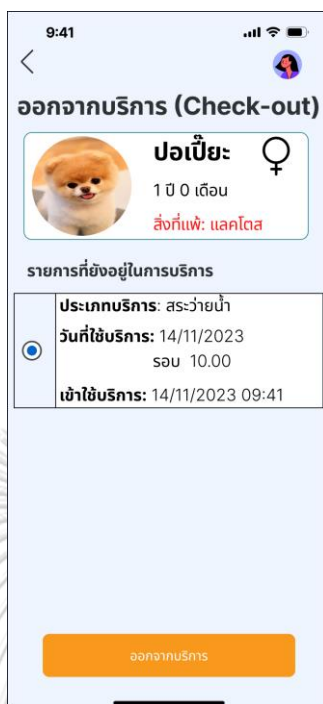 9:41
ออกจากบริการ (Check-out)
ปอเปี๊ยะ
1 ปี 0 เดือน
สิ่งที่แพ้: แลคโตส
รายการที่ยังอยู่ในการบริการ
ประเภทบริการ: สระว่ายน้ำ
วันที่ใช้บริการ: 14/11/2023
รอบ 10.00
เข้าใช้บริการ: 14/11/2023 09:41
ออกจากบริการ